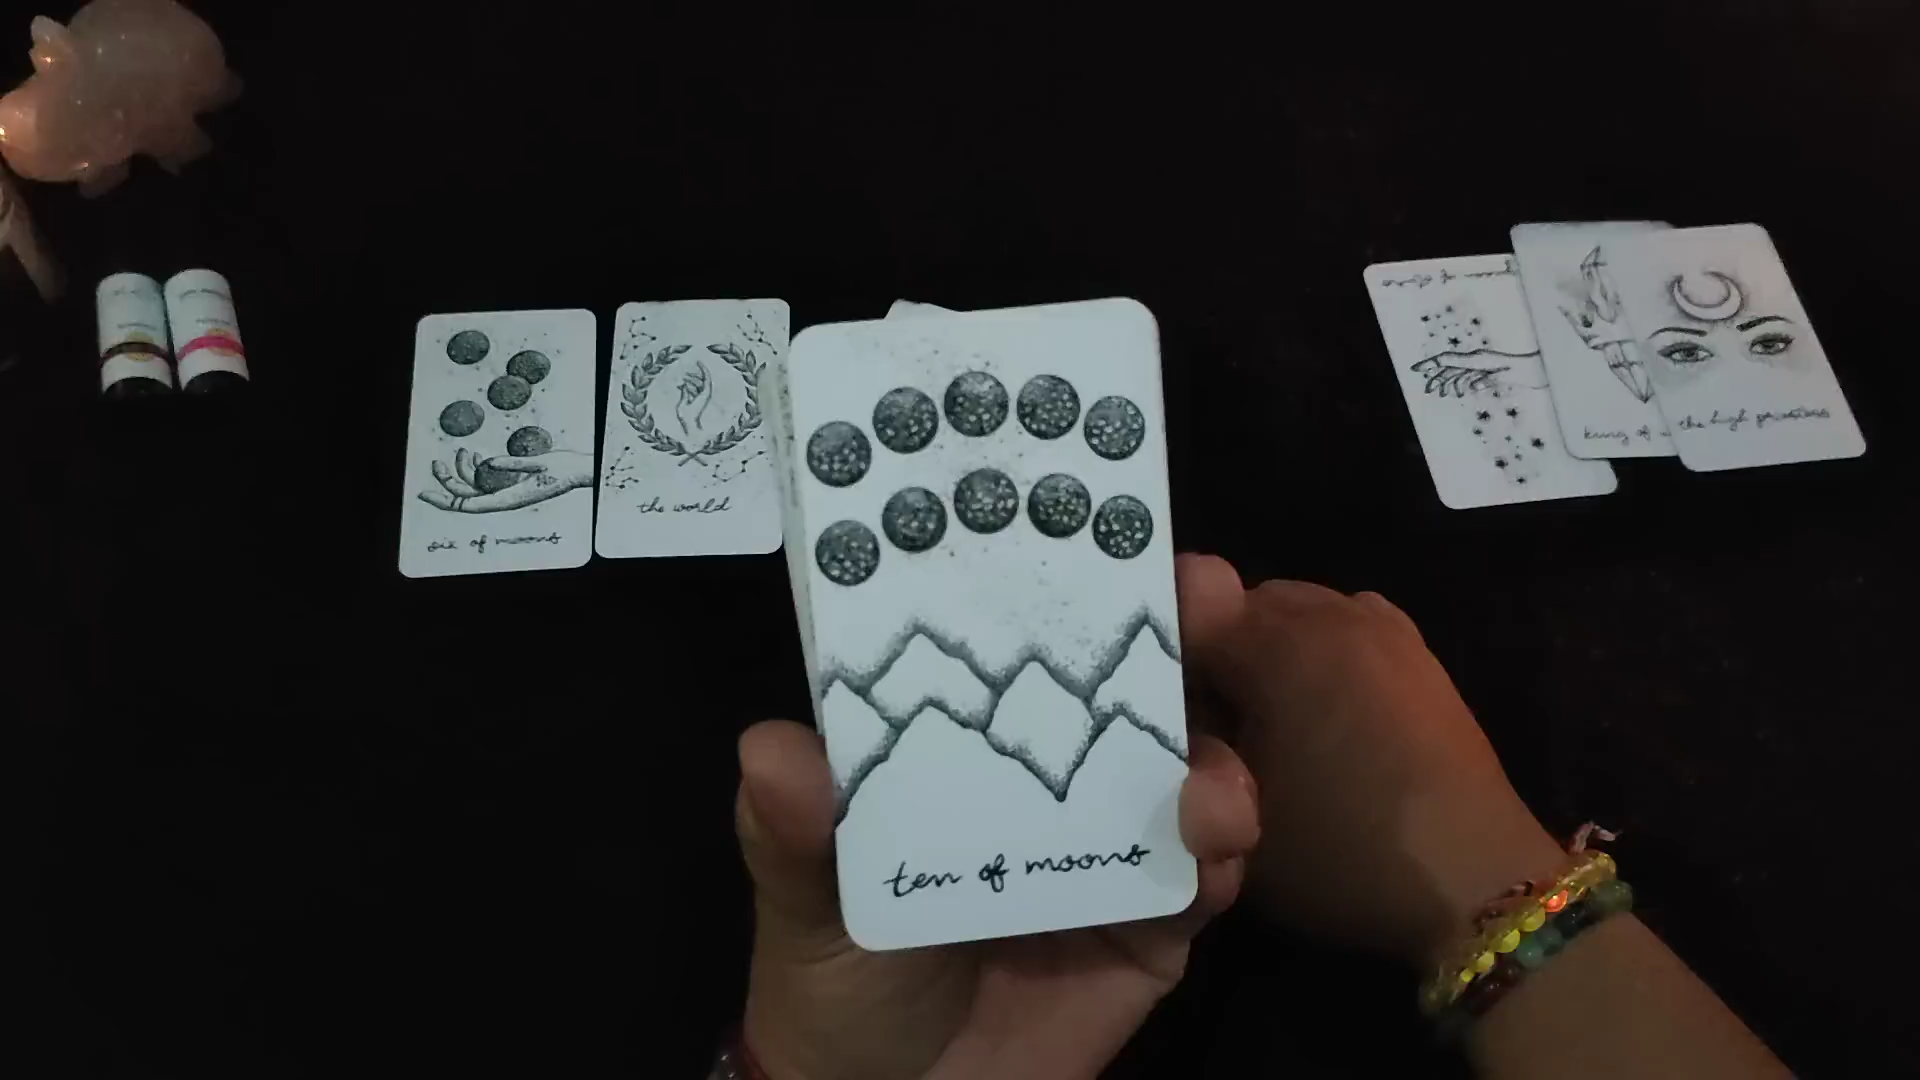 six of moons
the world
ten of moons
king of
the high priestess